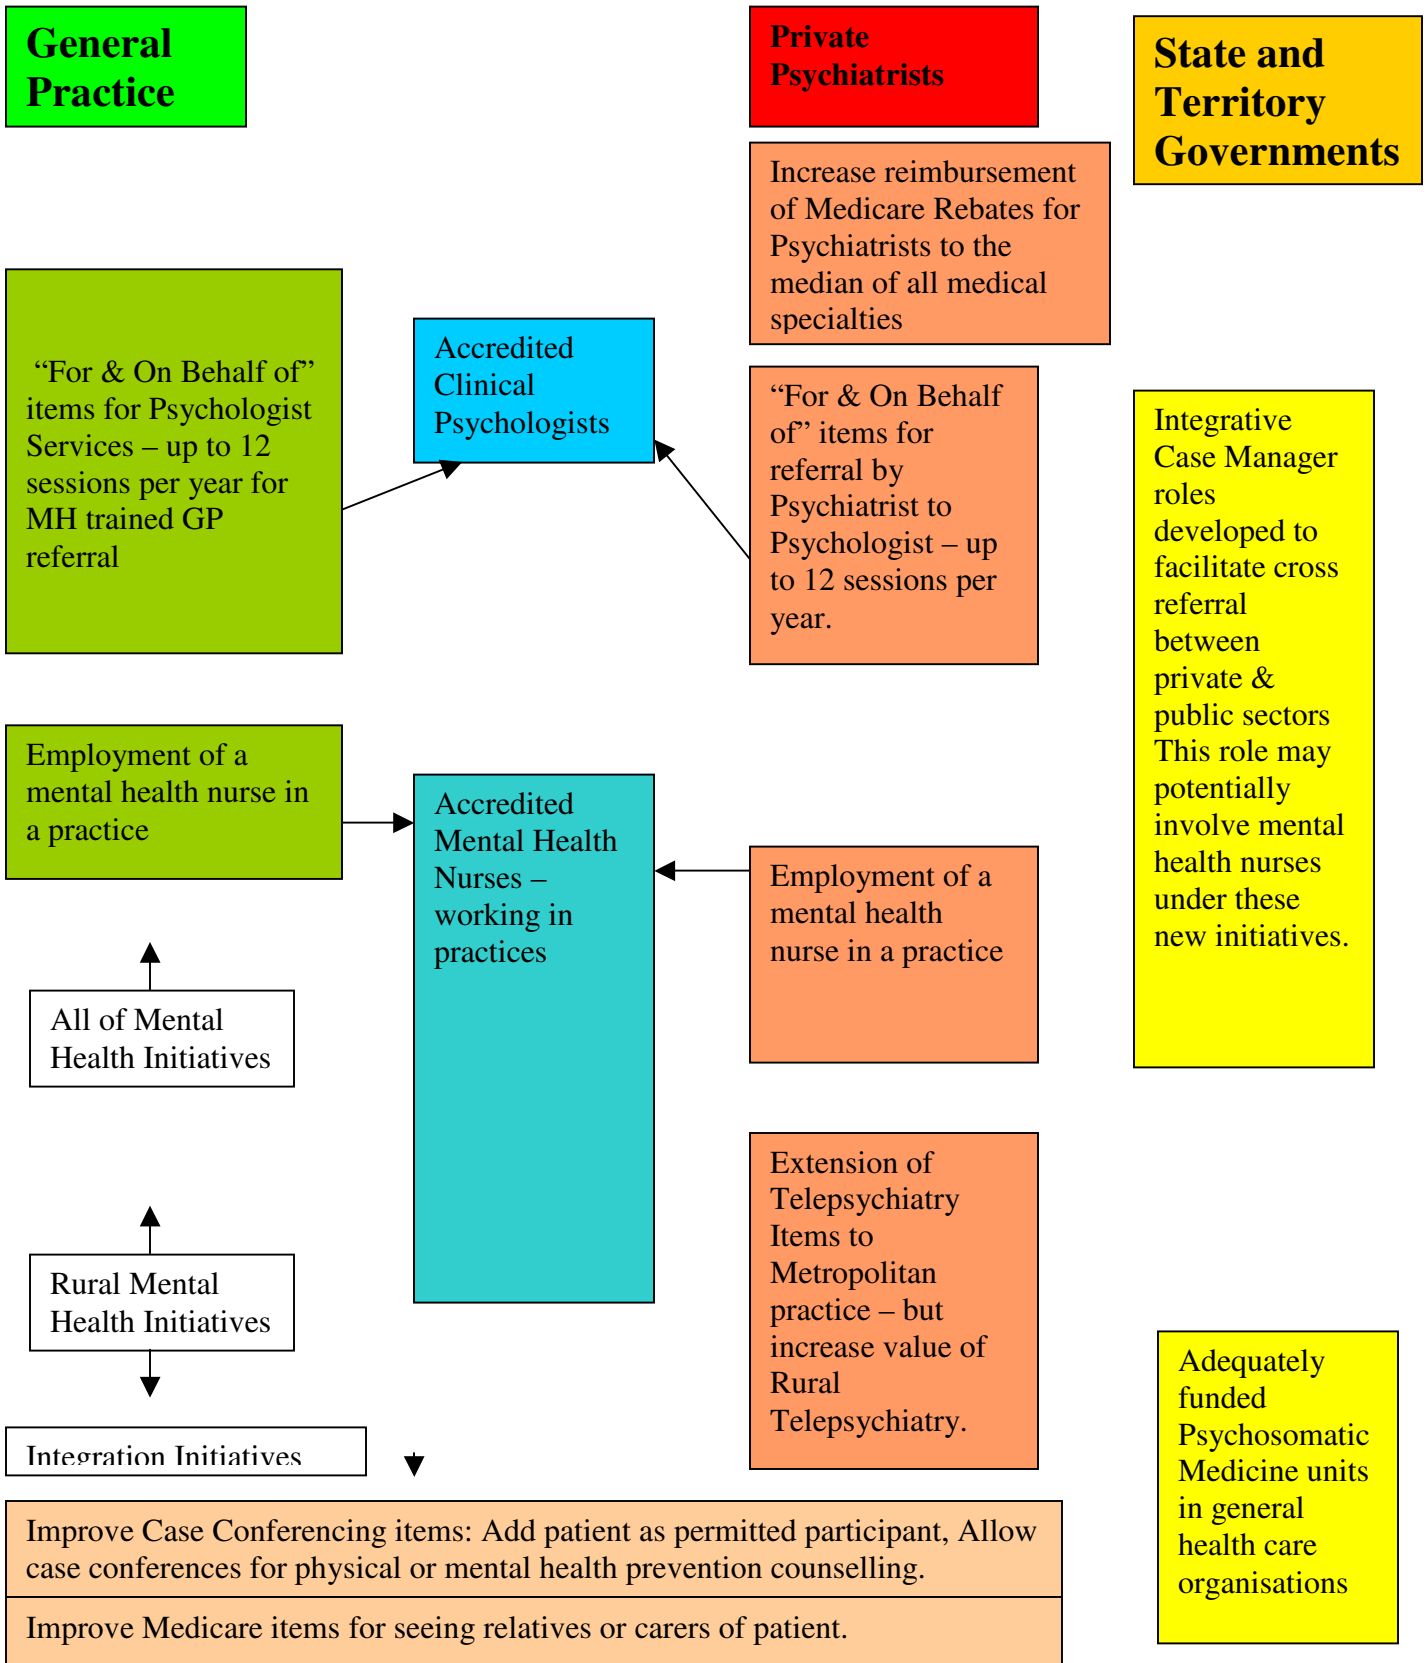 General
Practice
Private
Psychiatrists
State and
Territory
Governments
Increase reimbursement
of Medicare Rebates for
Psychiatrists to the
median of all medical
specialties
“For & On Behalf of”
items for Psychologist
Services – up to 12
sessions per year for
MH trained GP
referral
Accredited
Clinical
Psychologists
“For & On Behalf
of” items for
referral by
Psychiatrist to
Psychologist – up
to 12 sessions per
year.
Integrative
Case Manager
roles
developed to
facilitate cross
referral
between
private &
public sectors
This role may
potentially
involve mental
health nurses
under these
new initiatives.
Employment of a
mental health nurse in
a practice
Accredited
Mental Health
Nurses –
working in
practices
Employment of a
mental health
nurse in a practice
All of Mental
Health Initiatives
Rural Mental
Health Initiatives
Extension of
Telepsychiatry
Items to
Metropolitan
practice – but
increase value of
Rural
Telepsychiatry.
Adequately
funded
Psychosomatic
Medicine units
in general
health care
organisations
Integration Initiatives
Improve Case Conferencing items: Add patient as permitted participant, Allow
case conferences for physical or mental health prevention counselling.
Improve Medicare items for seeing relatives or carers of patient.